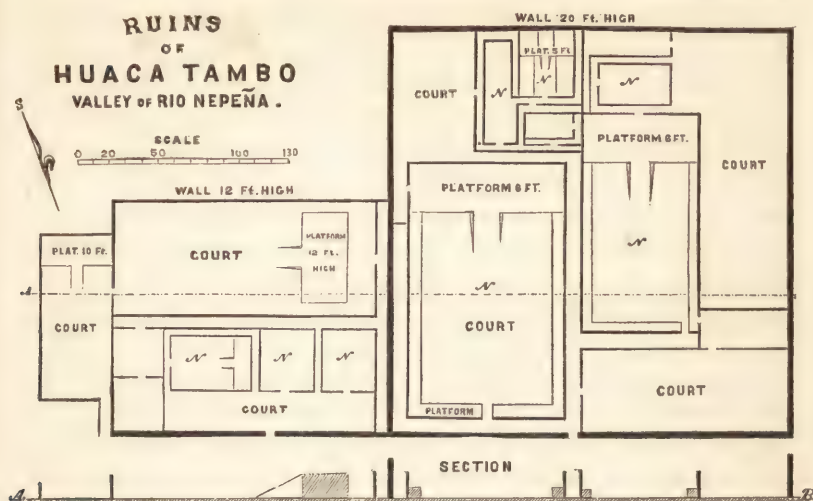 RUINS
OF
HUACA TAMBO
VALLEY OF RIO NEPEÑA.
S
SCALE
0 20 50 100 130
WALL 20 Ft. HIGH
WALL 12 Ft. HIGH
PLAT. 10 Ft.
COURT
COURT
PLATFORM
12 FT.
HIGH
N
N
N
COURT
COURT
N
PLAT. 5 Ft.
N
N
PLATFORM 6 FT.
COURT
PLATFORM 8 FT.
N
N
COURT
PLATFORM
COURT
A
SECTION
A
B